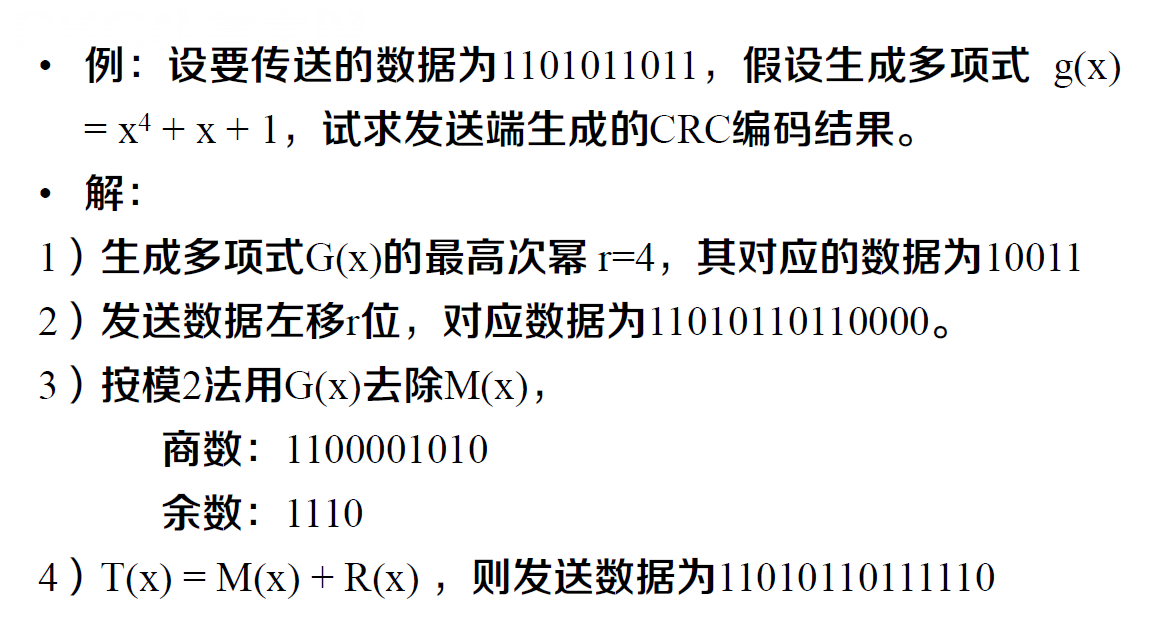 • 例：设要传送的数据为1101011011，假设生成多项式 g(x)
= x⁴ + x + 1，试求发送端生成的CRC编码结果。
• 解：
1）生成多项式G(x)的最高次幂 r=4，其对应的数据为10011
2）发送数据左移r位，对应数据为11010110110000。
3）按模2法用G(x)去除M(x)，
商数：1100001010
余数：1110
4）T(x) = M(x) + R(x) ，则发送数据为11010110111110